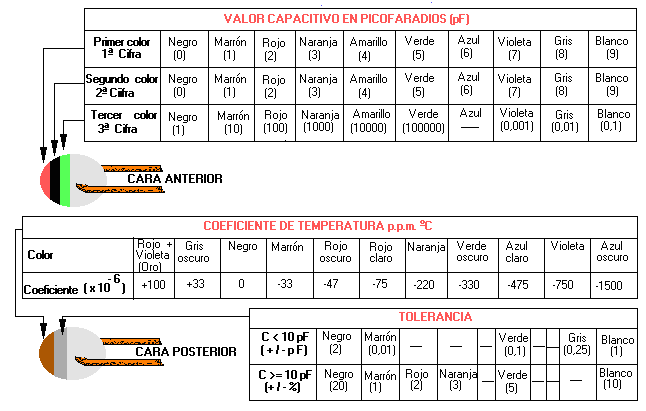 VALOR CAPACITIVO EN PICOFARADIOS (pF)
Primer color Negro Marrón Rojo Naranja Amarillo Verde Azul Violeta Gris Blanco
1ª Cifra (0) (1) (2) (3) (4) (5) (6) (7) (8) (9)
Segundo color Negro Marrón Rojo Naranja Amarillo Verde Azul Violeta Gris Blanco
2ª Cifra (0) (1) (2) (3) (4) (5) (6) (7) (8) (9)
Tercer color Negro Marrón Rojo Naranja Amarillo Verde Azul Violeta Gris Blanco
3ª Cifra (1) (10) (100) (1000) (10000) (100000) — (0,001) (0,01) (0,1)
CARA ANTERIOR
COEFICIENTE DE TEMPERATURA p.p.m. ºC
Color Rojo + Violeta (Oro) Gris oscuro Negro Marrón Rojo oscuro Rojo claro Naranja Verde oscuro Azul claro Violeta Azul oscuro
Coeficiente (x10-6) +100 +33 0 -33 -47 -75 -220 -330 -475 -750 -1500
CARA POSTERIOR
TOLERANCIA
C < 10 pF Negro Marrón — — — Verde — — Gris Blanco
(+/- pF) (2) (0,01) (0,1) (0,25) (1)
C >= 10 pF Negro Marrón Rojo Naranja — Verde — — — Blanco
(+/- %) (20) (1) (2) (3) (5) (10)